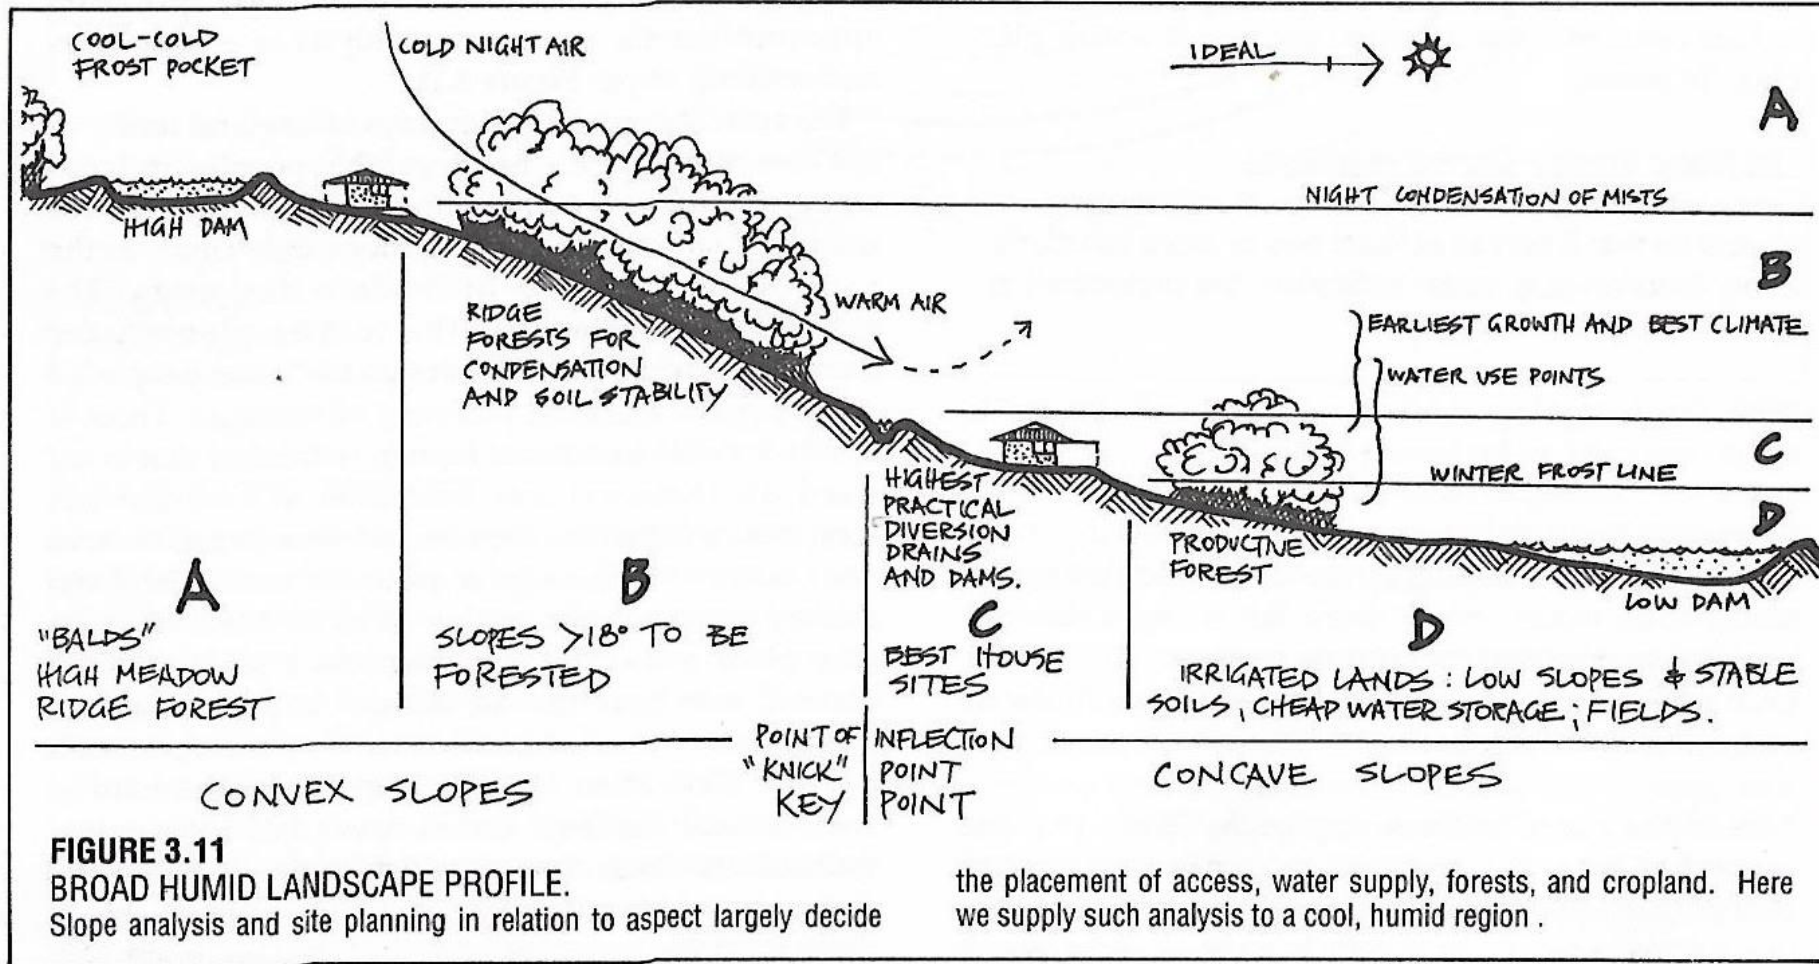 COOL-COLD
FROST POCKET
COLD NIGHT AIR
IDEAL
A
NIGHT CONDENSATION OF MISTS
HIGH DAM
B
WARM AIR
RIDGE
FORESTS FOR
CONDENSATION
AND SOIL STABILITY
EARLIEST GROWTH AND BEST CLIMATE
WATER USE POINTS
C
WINTER FROST LINE
D
HIGHEST
PRACTICAL
DIVERSION
DRAINS
AND DAMS.
PRODUCTIVE
FOREST
LOW DAM
A
"BALDS"
HIGH MEADOW
RIDGE FOREST
B
SLOPES >18° TO BE
FORESTED
C
BEST HOUSE
SITES
D
IRRIGATED LANDS: LOW SLOPES & STABLE
SOILS, CHEAP WATER STORAGE; FIELDS.
POINT OF INFLECTION
"KNICK" POINT
KEY POINT
CONVEX SLOPES
CONCAVE SLOPES
FIGURE 3.11
BROAD HUMID LANDSCAPE PROFILE.
Slope analysis and site planning in relation to aspect largely decide
the placement of access, water supply, forests, and cropland. Here
we supply such analysis to a cool, humid region .